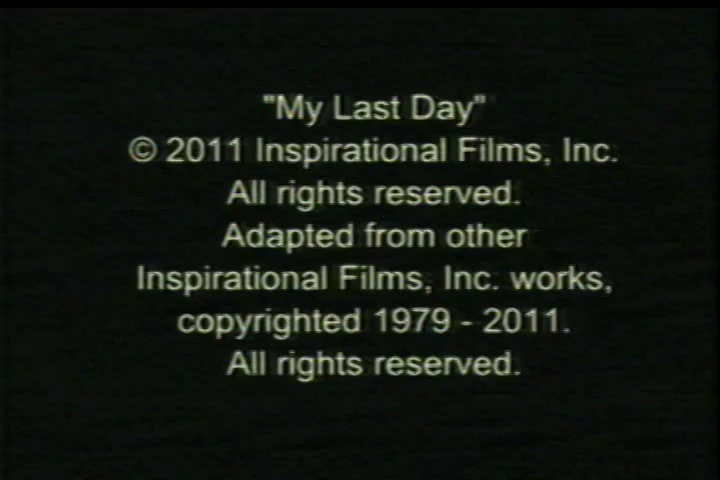 "My Last Day"
© 2011 Inspirational Films, Inc.
All rights reserved.
Adapted from other
Inspirational Films, Inc. works,
copyrighted 1979 - 2011.
All rights reserved.